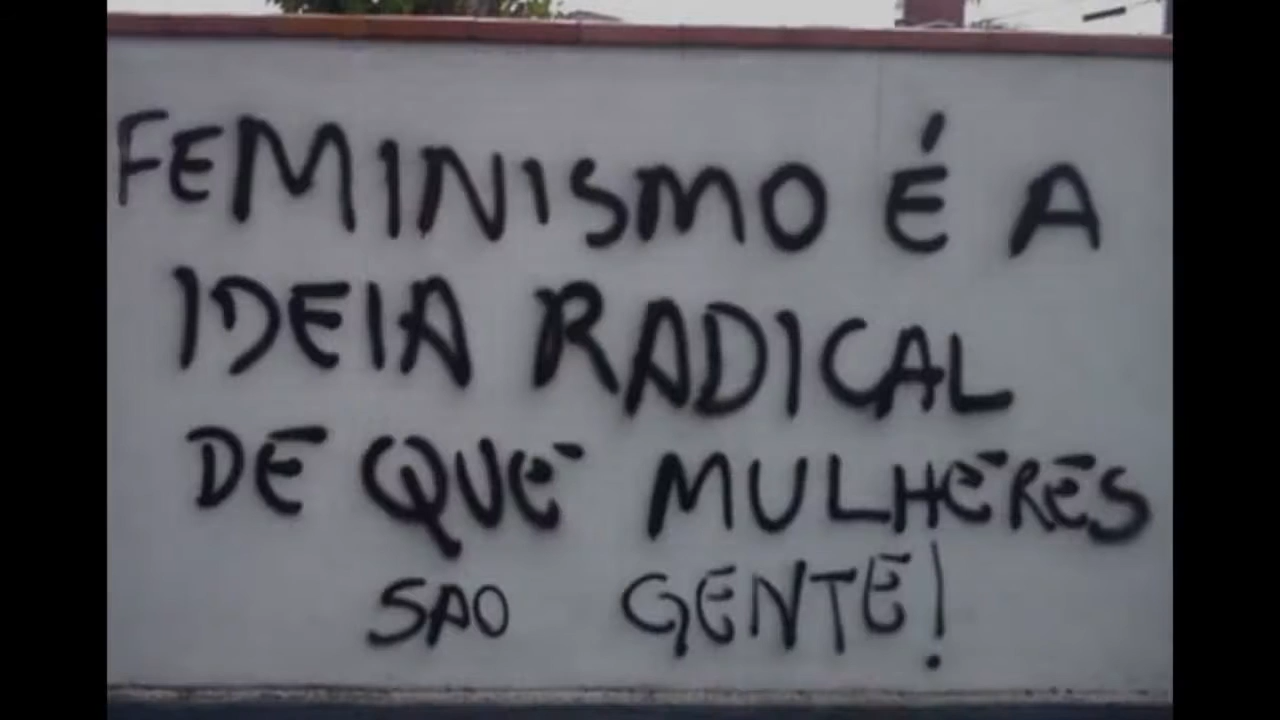 FEMINISMO É A
IDEIA RADICAL
DE QUE MULHERES
SAO GENTE!